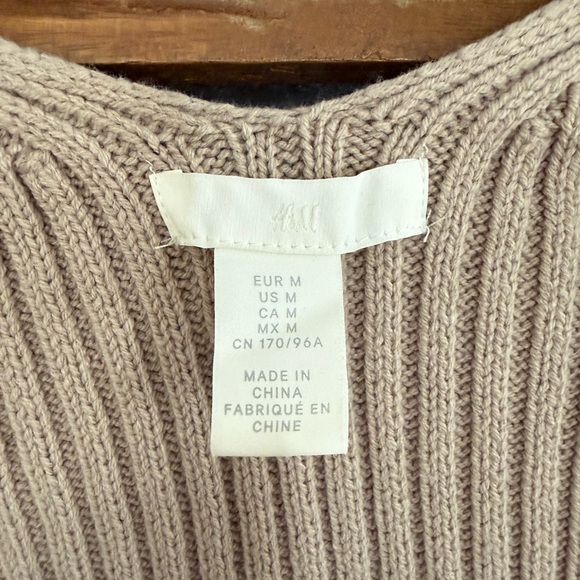 H&M
EUR M
US M
CA M
MX M
CN 170/96A
MADE IN
CHINA
FABRIQUÉ EN
CHINE